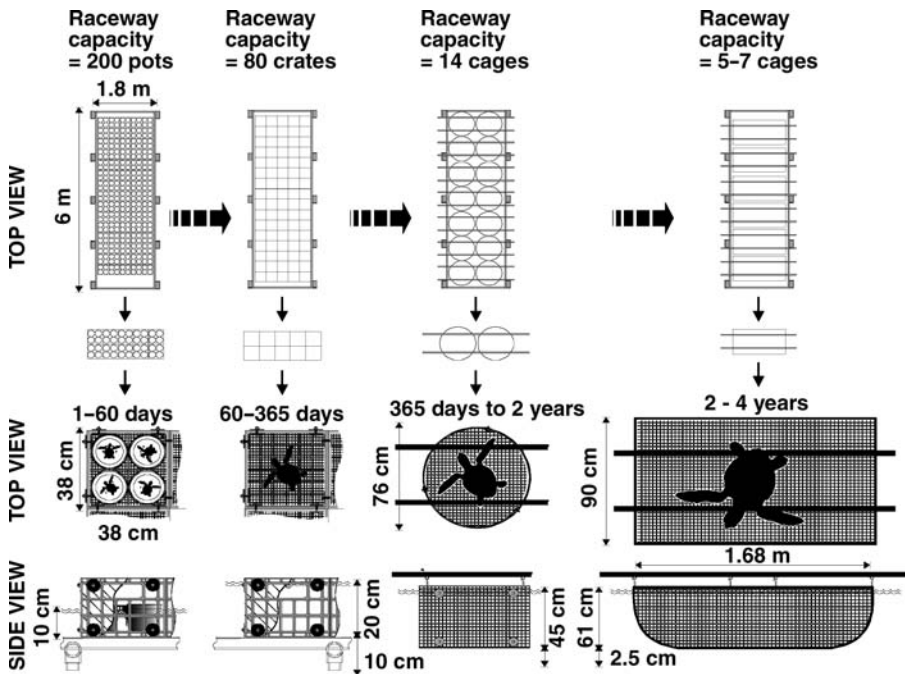 Raceway
capacity
= 200 pots
Raceway
capacity
= 80 crates
Raceway
capacity
= 14 cages
Raceway
capacity
= 5–7 cages
1.8 m
6 m
TOP VIEW
1–60 days
60–365 days
365 days to 2 years
2 - 4 years
TOP VIEW
38 cm
38 cm
76 cm
90 cm
1.68 m
SIDE VIEW
10 cm
20 cm
10 cm
45 cm
61 cm
2.5 cm